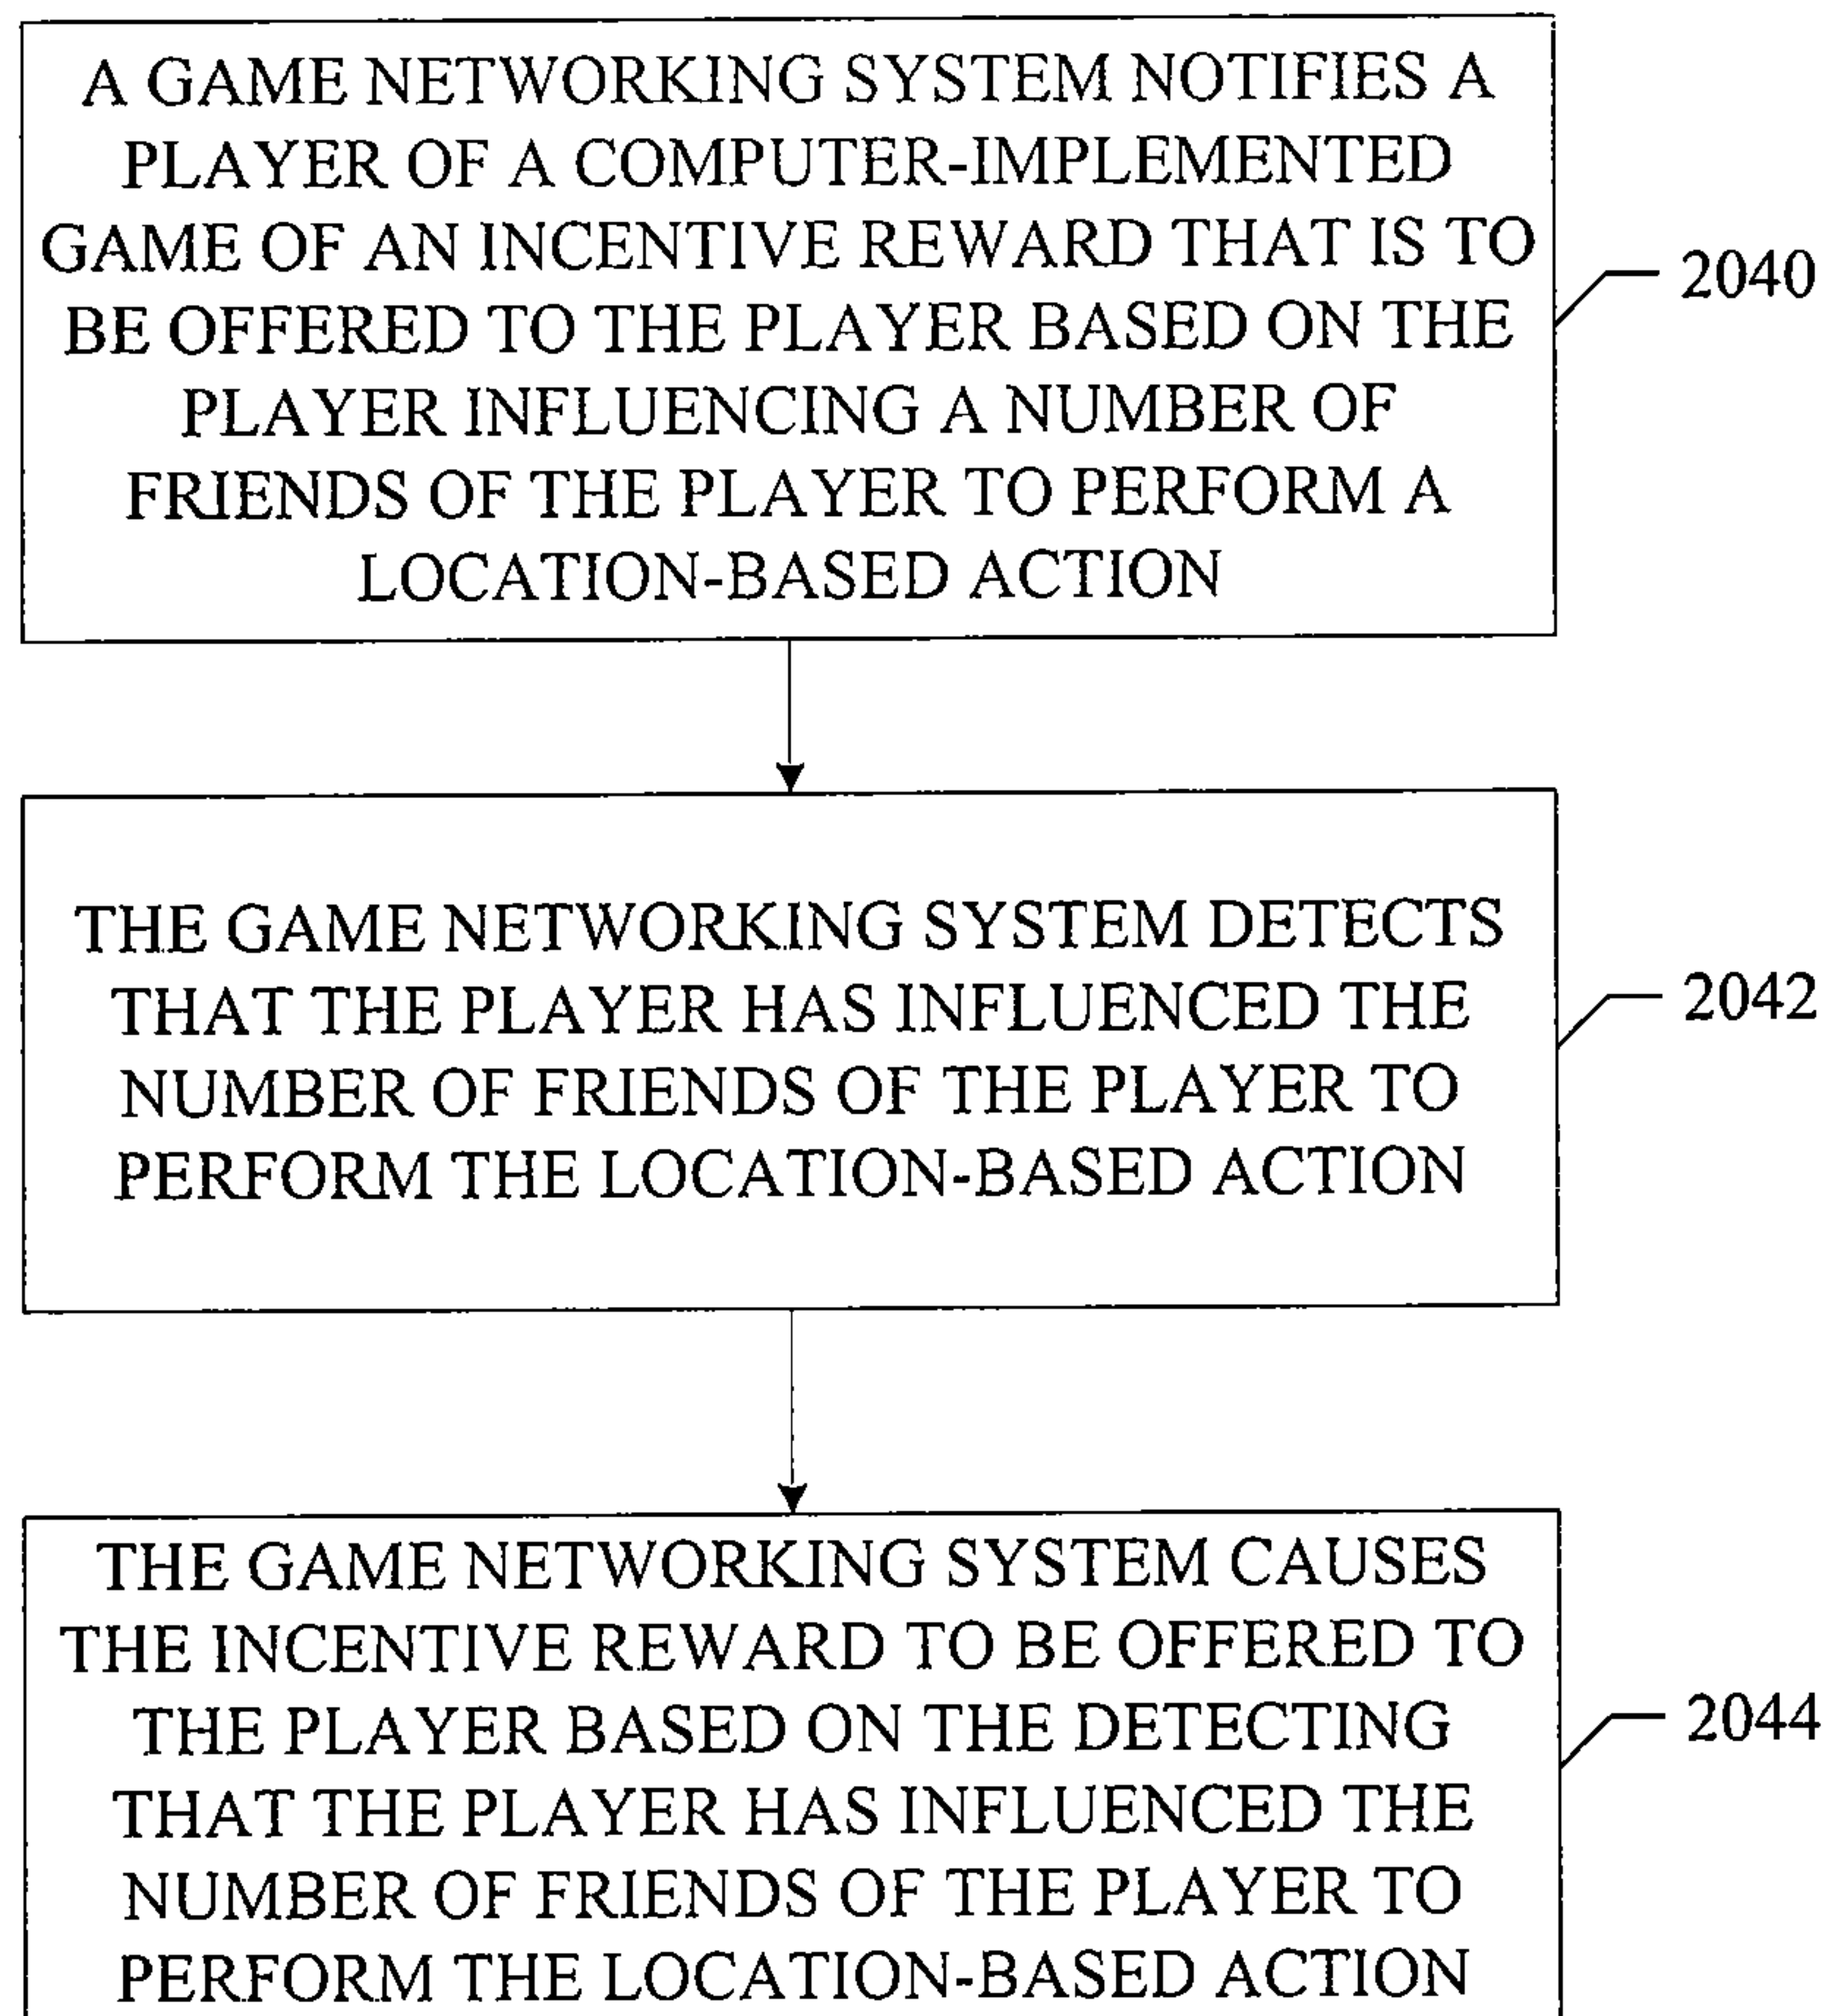 A GAME NETWORKING SYSTEM NOTIFIES A
PLAYER OF A COMPUTER-IMPLEMENTED
GAME OF AN INCENTIVE REWARD THAT IS TO
BE OFFERED TO THE PLAYER BASED ON THE
PLAYER INFLUENCING A NUMBER OF
FRIENDS OF THE PLAYER TO PERFORM A
LOCATION-BASED ACTION
2040
THE GAME NETWORKING SYSTEM DETECTS
THAT THE PLAYER HAS INFLUENCED THE
NUMBER OF FRIENDS OF THE PLAYER TO
PERFORM THE LOCATION-BASED ACTION
2042
THE GAME NETWORKING SYSTEM CAUSES
THE INCENTIVE REWARD TO BE OFFERED TO
THE PLAYER BASED ON THE DETECTING
THAT THE PLAYER HAS INFLUENCED THE
NUMBER OF FRIENDS OF THE PLAYER TO
PERFORM THE LOCATION-BASED ACTION
2044